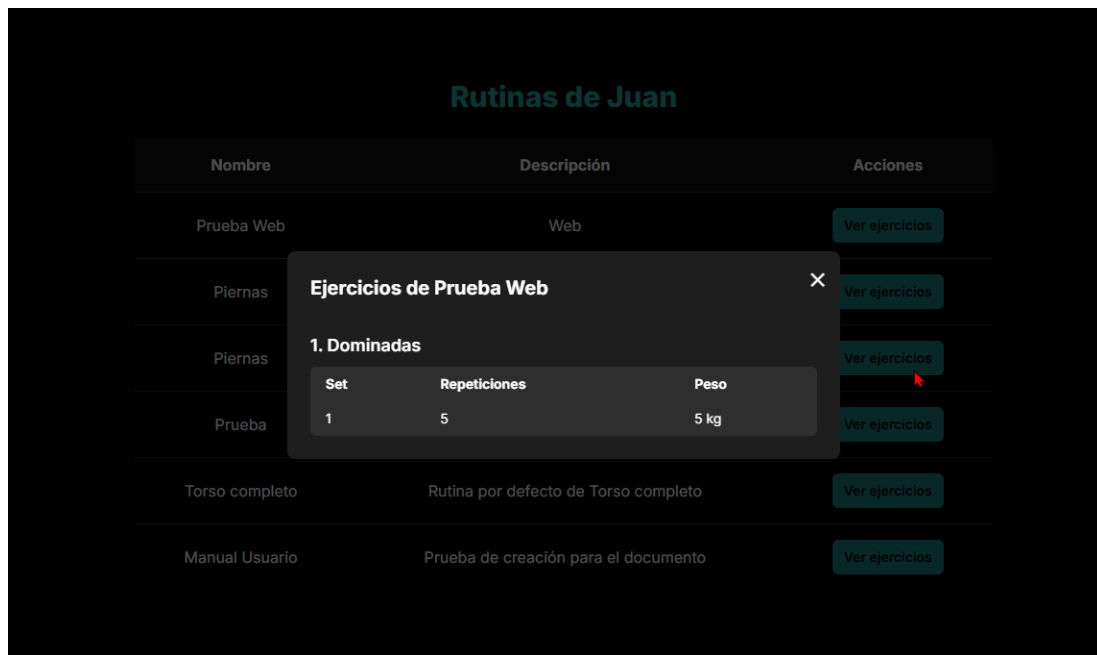 Rutinas de Juan
Nombre Descripción Acciones
Prueba Web Web Ver ejercicios
Piernas Ver ejercicios
Piernas Ver ejercicios
Prueba Ver ejercicios
Torso completo Rutina por defecto de Torso completo Ver ejercicios
Manual Usuario Prueba de creación para el documento Ver ejercicios
Ejercicios de Prueba Web
1. Dominadas
Set Repeticiones Peso
1 5 5 kg